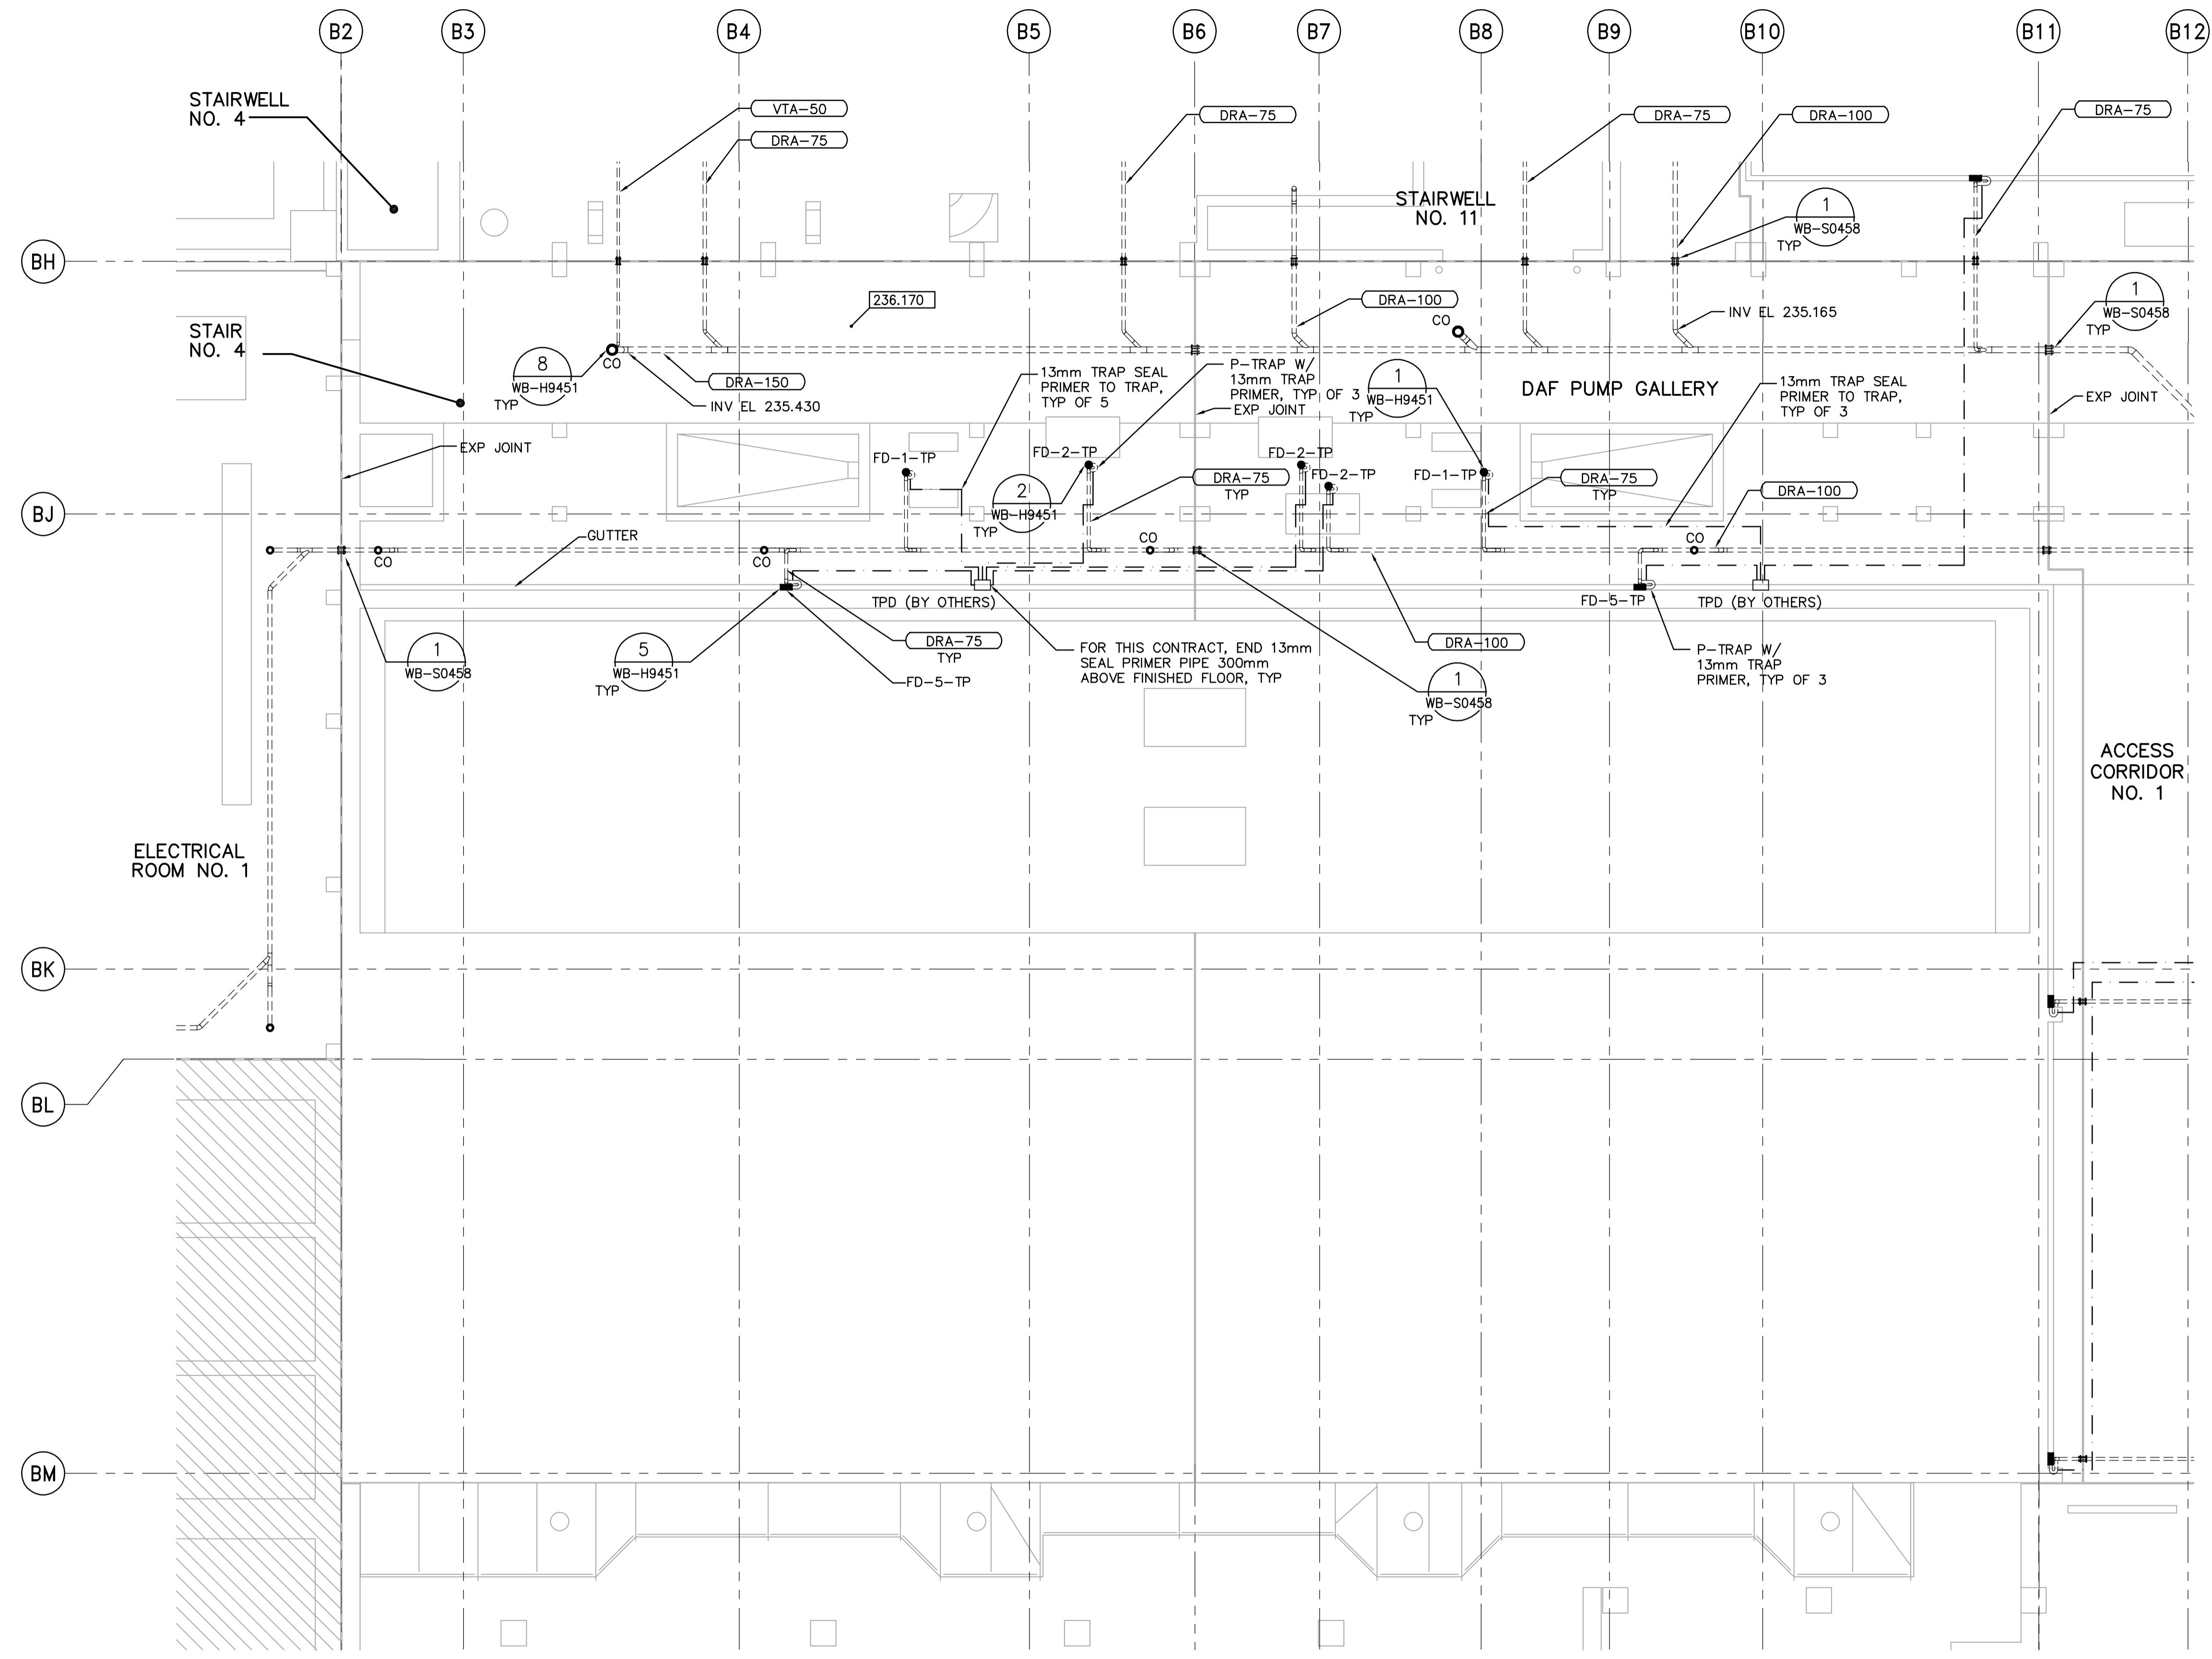 B2
B3
B4
B5
B6
B7
B8
B9
B10
B11
B12
STAIRWELL
NO. 4
VTA-50
DRA-75
DRA-75
DRA-75
DRA-100
DRA-75
STAIRWELL
NO. 11
1
WB-S0458
TYP
BH
236.170
DRA-100
CO
INV EL 235.165
1
WB-S0458
TYP
STAIR
NO. 4
8
WB-H9451
TYP
CO
DRA-150
INV EL 235.430
13mm TRAP SEAL
PRIMER TO TRAP,
TYP OF 5
P-TRAP W/
13mm TRAP
PRIMER, TYP OF 3
EXP JOINT
1
WB-H9451
TYP
DAF PUMP GALLERY
13mm TRAP SEAL
PRIMER TO TRAP,
TYP OF 3
EXP JOINT
EXP JOINT
FD-1-TP
FD-2-TP
FD-2-TP
FD-2-TP
FD-1-TP
DRA-75
TYP
DRA-75
TYP
DRA-100
2
WB-H9451
TYP
BJ
GUTTER
CO
CO
CO
CO
TPD (BY OTHERS)
FD-5-TP
TPD (BY OTHERS)
1
WB-S0458
5
WB-H9451
TYP
DRA-75
TYP
FD-5-TP
FOR THIS CONTRACT, END 13mm
SEAL PRIMER PIPE 300mm
ABOVE FINISHED FLOOR, TYP
DRA-100
1
WB-S0458
TYP
P-TRAP W/
13mm TRAP
PRIMER, TYP OF 3
ACCESS
CORRIDOR
NO. 1
ELECTRICAL
ROOM NO. 1
BK
BL
BM